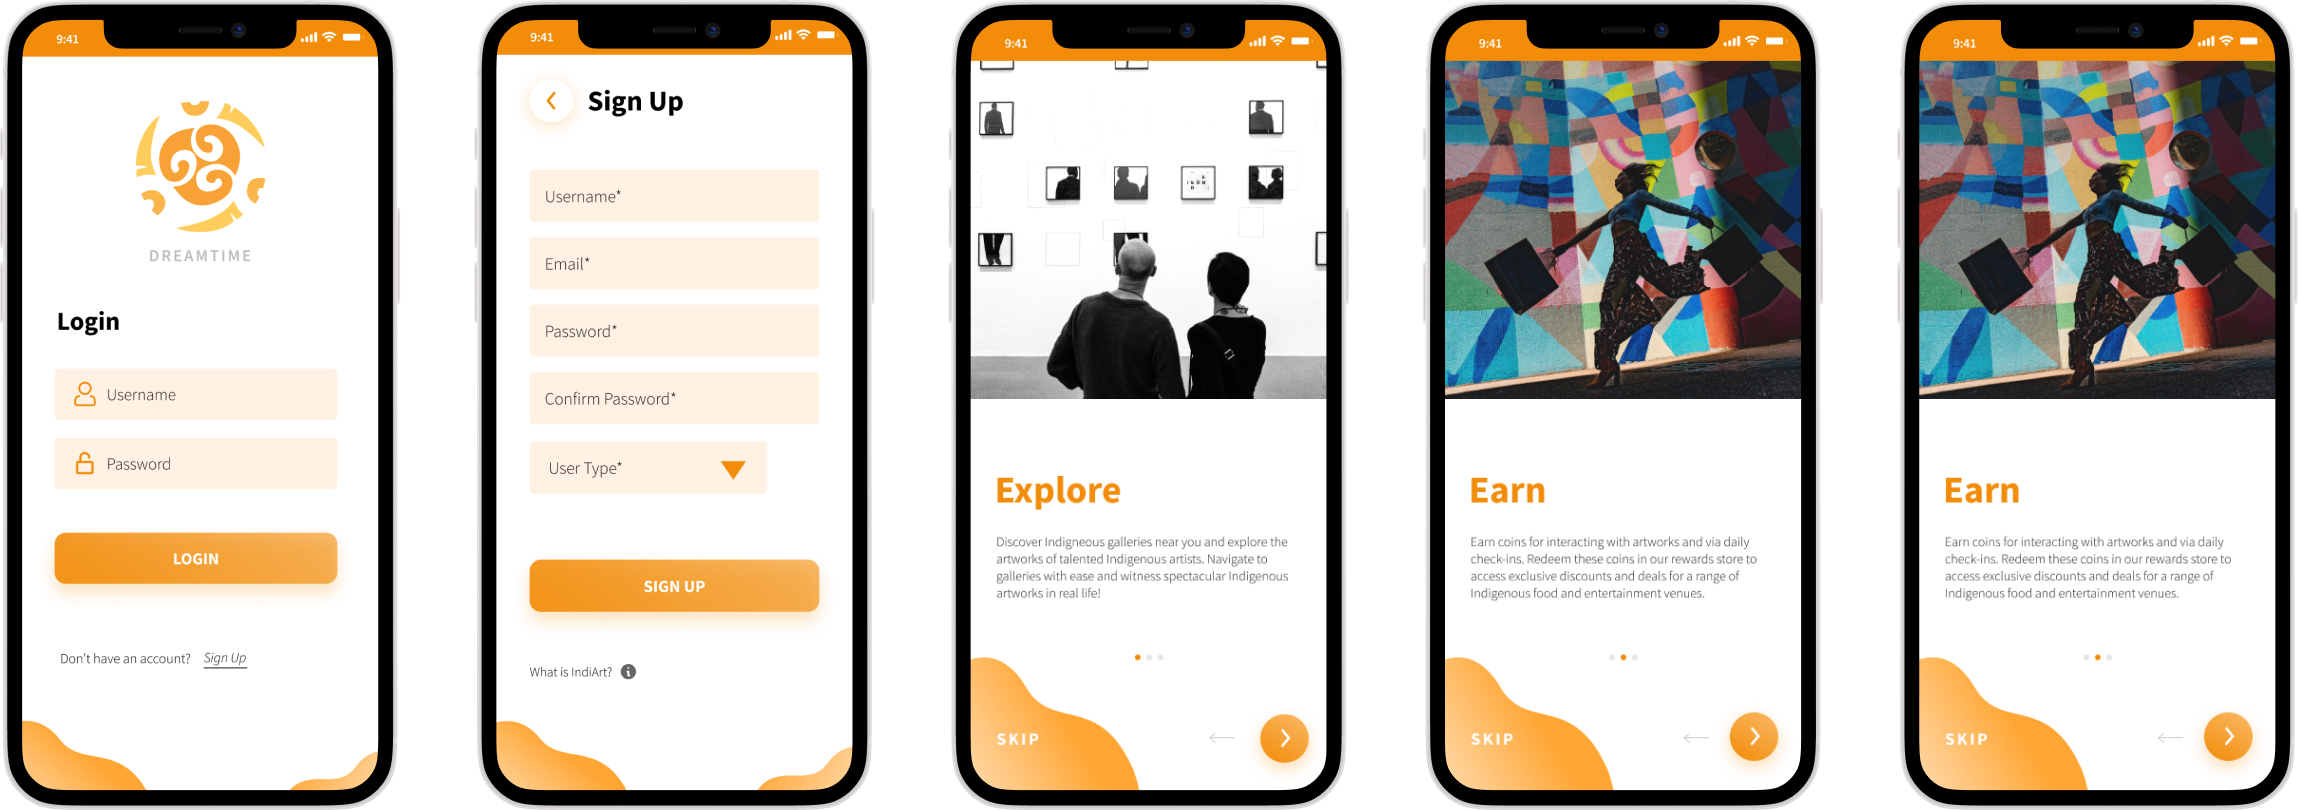 9:41
DREAMTIME
Login
Username
Password
LOGIN
Don't have an account? Sign Up
9:41
Sign Up
Username*
Email*
Password*
Confirm Password*
User Type*
SIGN UP
What is IndiArt?
9:41
Explore
Discover Indigneous galleries near you and explore the
artworks of talented Indigenous artists. Navigate to
galleries with ease and witness spectacular Indigenous
artworks in real life!
SKIP
9:41
Earn
Earn coins for interacting with artworks and via daily
check-ins. Redeem these coins in our rewards store to
access exclusive discounts and deals for a range of
Indigenous food and entertainment venues.
SKIP
9:41
Earn
Earn coins for interacting with artworks and via daily
check-ins. Redeem these coins in our rewards store to
access exclusive discounts and deals for a range of
Indigenous food and entertainment venues.
SKIP